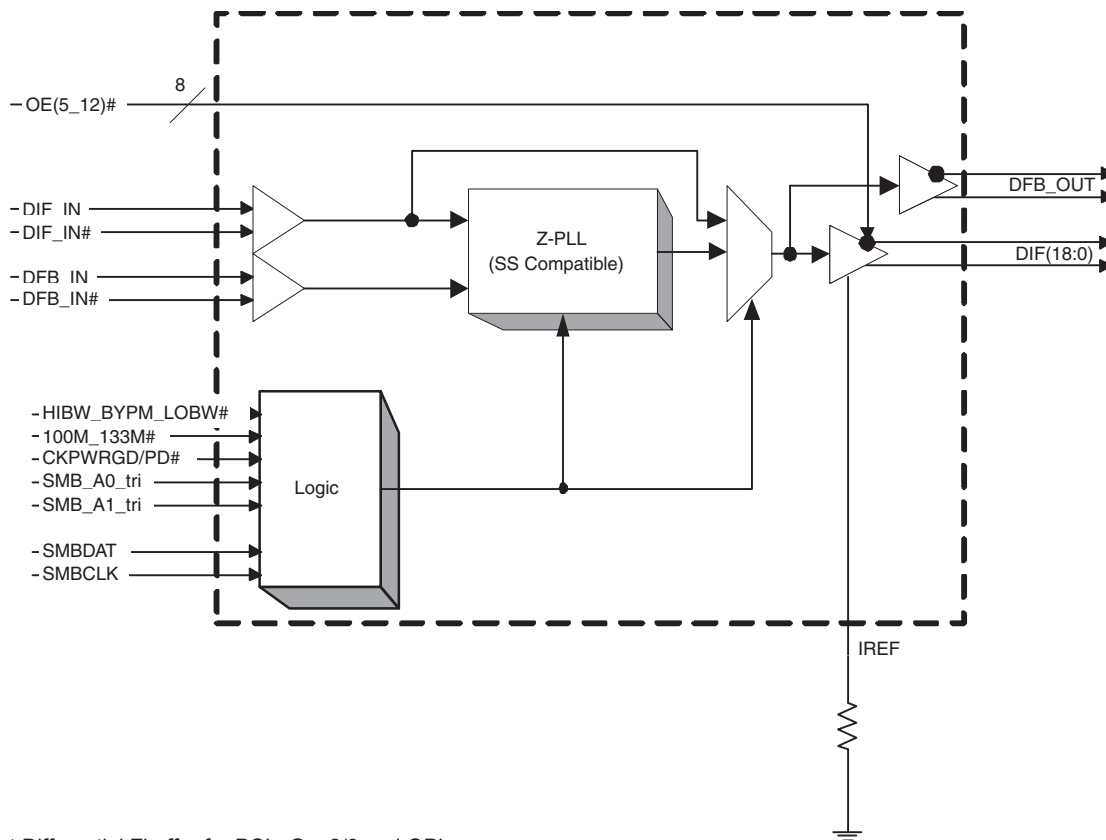 8
OE(5_12)#
DFB_OUT
DIF_IN
DIF_IN#
Z-PLL
(SS Compatible)
DIF(18:0)
DFB_IN
DFB_IN#
HIBW_BYPM_LOBW#
100M_133M#
CKPWRGD/PD#
SMB_A0_tri
SMB_A1_tri
Logic
SMBDAT
SMBCLK
IREF